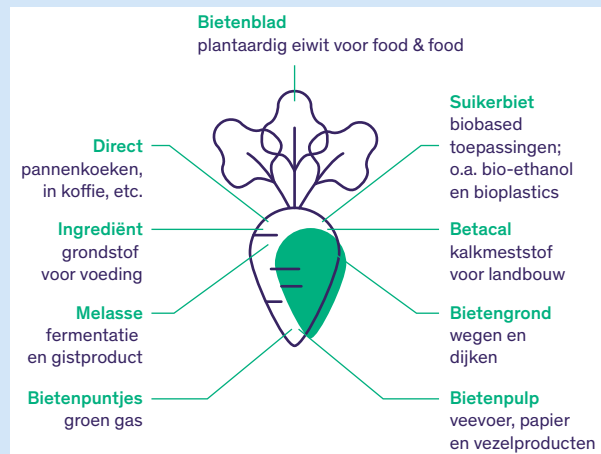 Bietenblad
plantaardig eiwit voor food & food
Direct
pannenkoeken,
in koffie, etc.
Ingrediënt
grondstof
voor voeding
Melasse
fermentatie
en gistproduct
Bietenpuntjes
groen gas
Suikerbiet
biobased
toepassingen;
o.a. bio-ethanol
en bioplastics
Betacal
kalkmeststof
voor landbouw
Bietengrond
wegen en
dijken
Bietenpulp
veevoer, papier
en vezelproducten